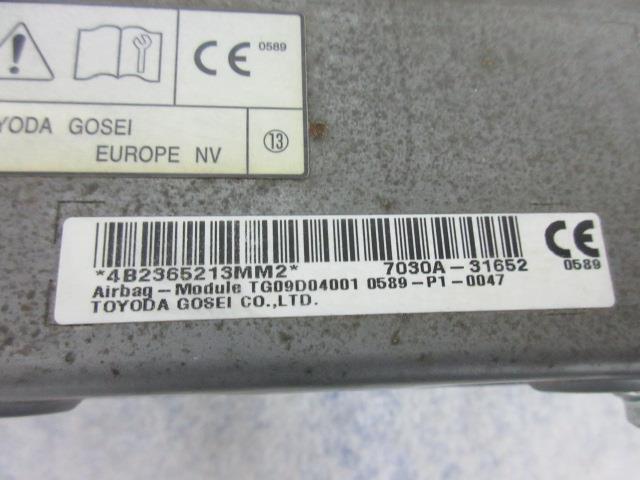 CE 0589
GOSEI
EUROPE NV
13
*4B2365213MM2* 7030A-31652
Airbag-Module TG09D04001 0589-P1-0047
TOYODA GOSEI CO.,LTD.
CE
0589